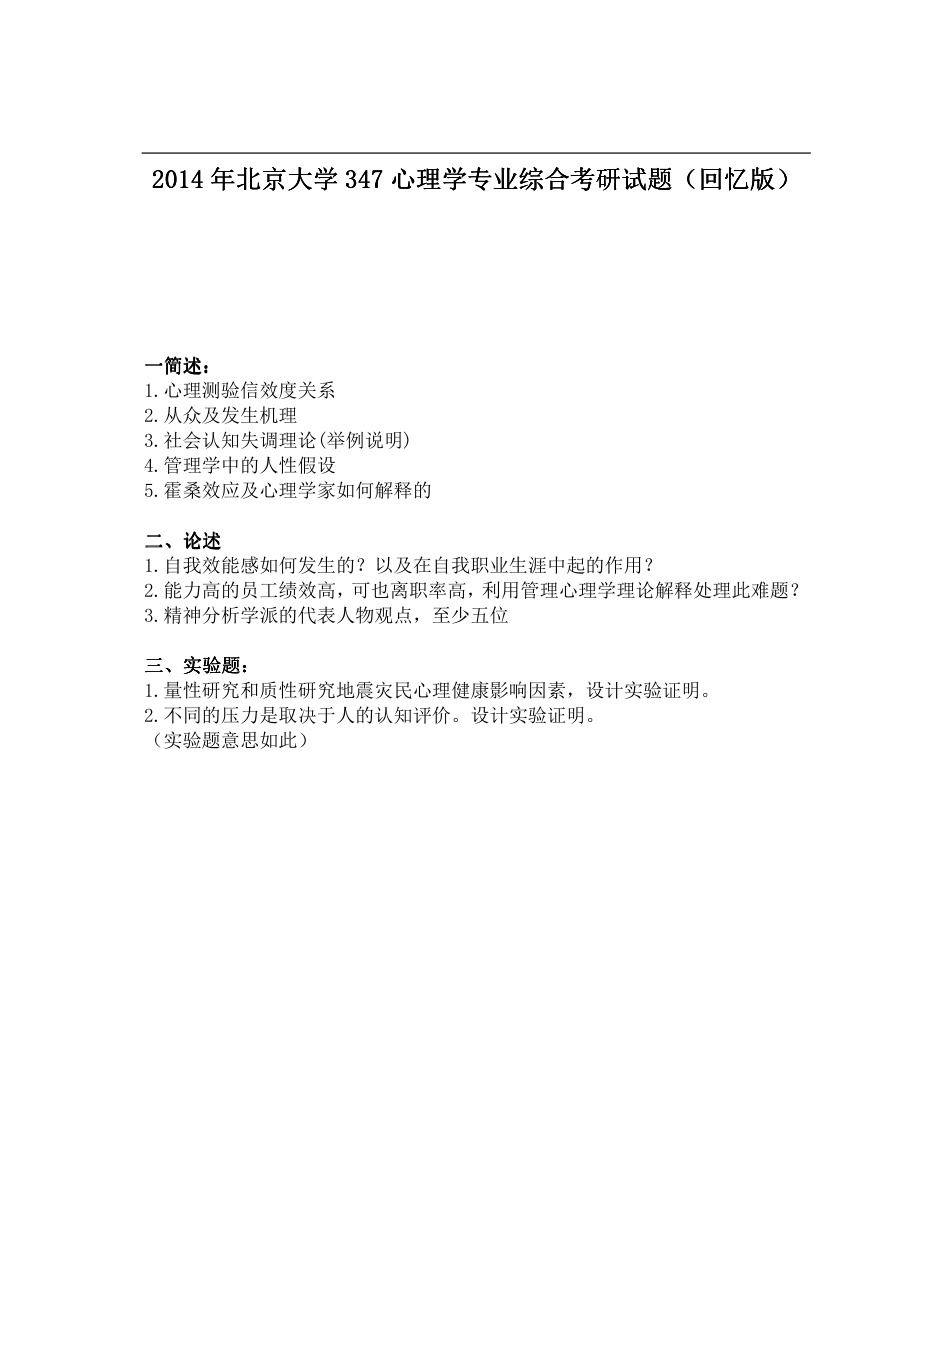 2014 年北京大学 347 心理学专业综合考研试题（回忆版）
一简述：
1.心理测验信效度关系
2.从众及发生机理
3.社会认知失调理论(举例说明)
4.管理学中的人性假设
5.霍桑效应及心理学家如何解释的
二、论述
1.自我效能感如何发生的？以及在自我职业生涯中起的作用？
2.能力高的员工绩效高，可也离职率高，利用管理心理学理论解释处理此难题？
3.精神分析学派的代表人物观点，至少五位
三、实验题：
1.量性研究和质性研究地震灾民心理健康影响因素，设计实验证明。
2.不同的压力是取决于人的认知评价。设计实验证明。
（实验题意思如此）